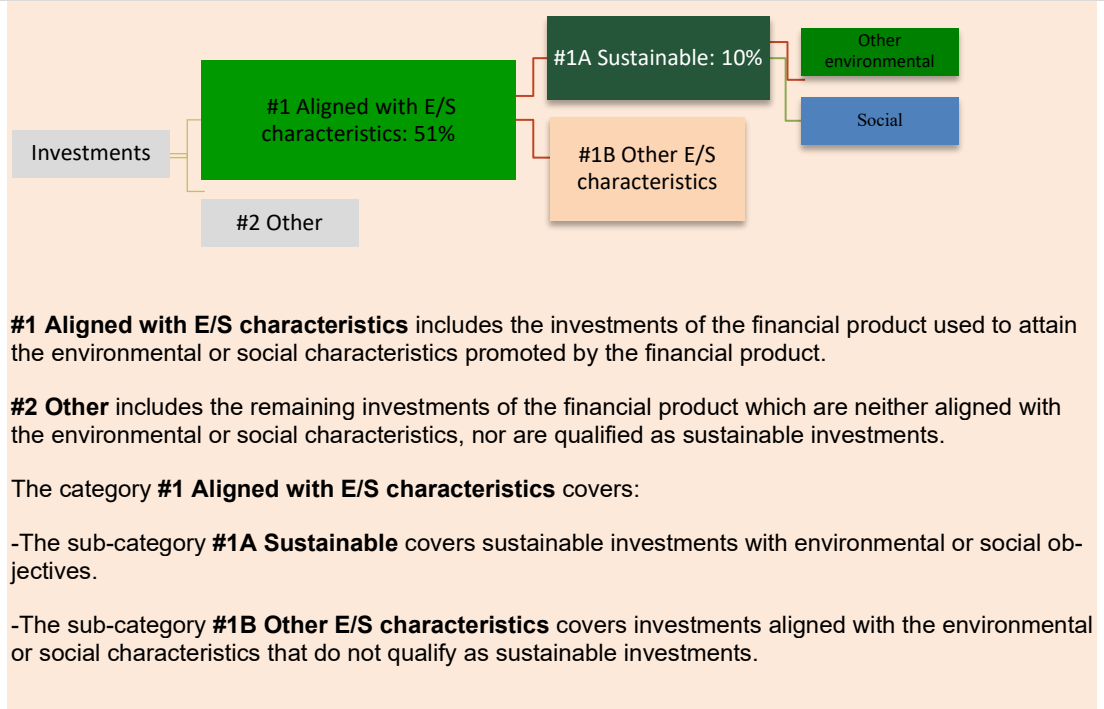 #1A Sustainable: 10%
Other
environmental
#1 Aligned with E/S
characteristics: 51%
Social
Investments
#1B Other E/S
characteristics
#2 Other
#1 Aligned with E/S characteristics includes the investments of the financial product used to attain
the environmental or social characteristics promoted by the financial product.
#2 Other includes the remaining investments of the financial product which are neither aligned with
the environmental or social characteristics, nor are qualified as sustainable investments.
The category #1 Aligned with E/S characteristics covers:
-The sub-category #1A Sustainable covers sustainable investments with environmental or social ob-
jectives.
-The sub-category #1B Other E/S characteristics covers investments aligned with the environmental
or social characteristics that do not qualify as sustainable investments.